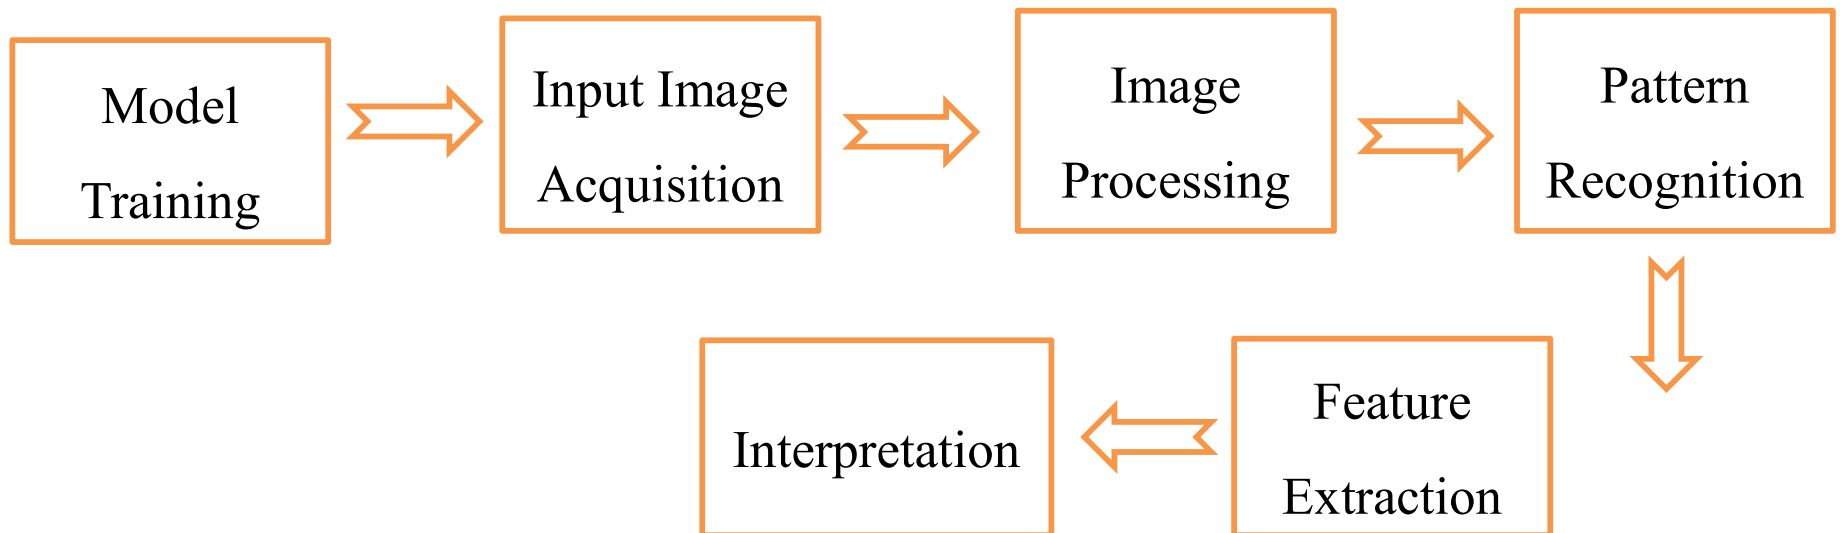 Model
Training
Input Image
Acquisition
Image
Processing
Pattern
Recognition
Feature
Extraction
Interpretation